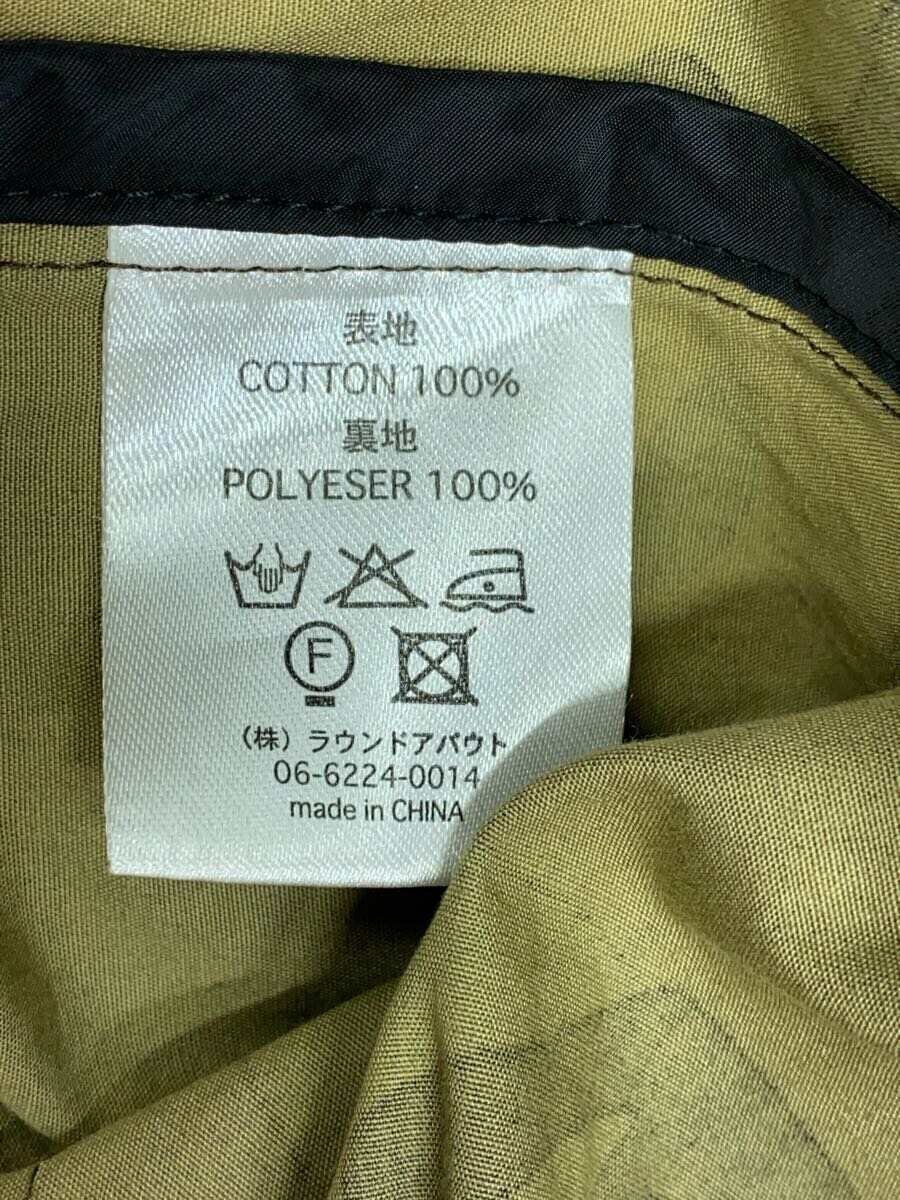 表地
COTTON 100%
裏地
POLYESER 100%
F
(株) ラウンドアバウト
06-6224-0014
made in CHINA